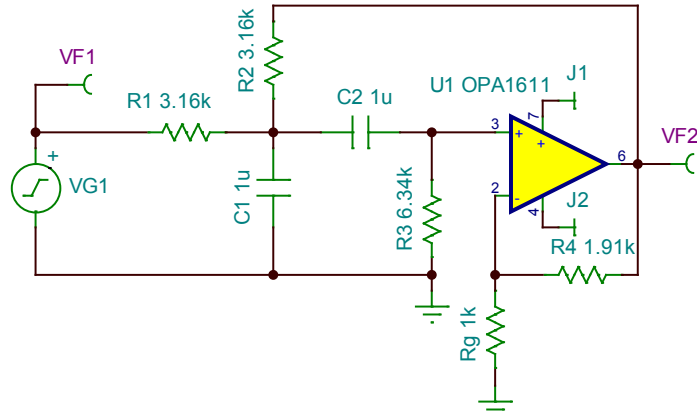 VF1
R1 3.16k
R2 3.16k
C2 1u
U1 OPA1611
J1
VG1
+
C1 1u
R3 6.34k
3
+
7
+
2
-
4
6
VF2
J2
R4 1.91k
Rg 1k